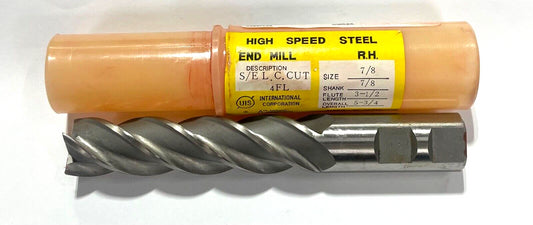 HIGH SPEED STEEL
END MILL R.H.
DESCRIPTION
S/E L.C.CUT
4FL
SIZE 7/8
SHANK 7/8
FLUTE LENGTH 3-1/2
OVERALL LENGTH 5-3/4
UIS
INTERNATIONAL
CORPORATION